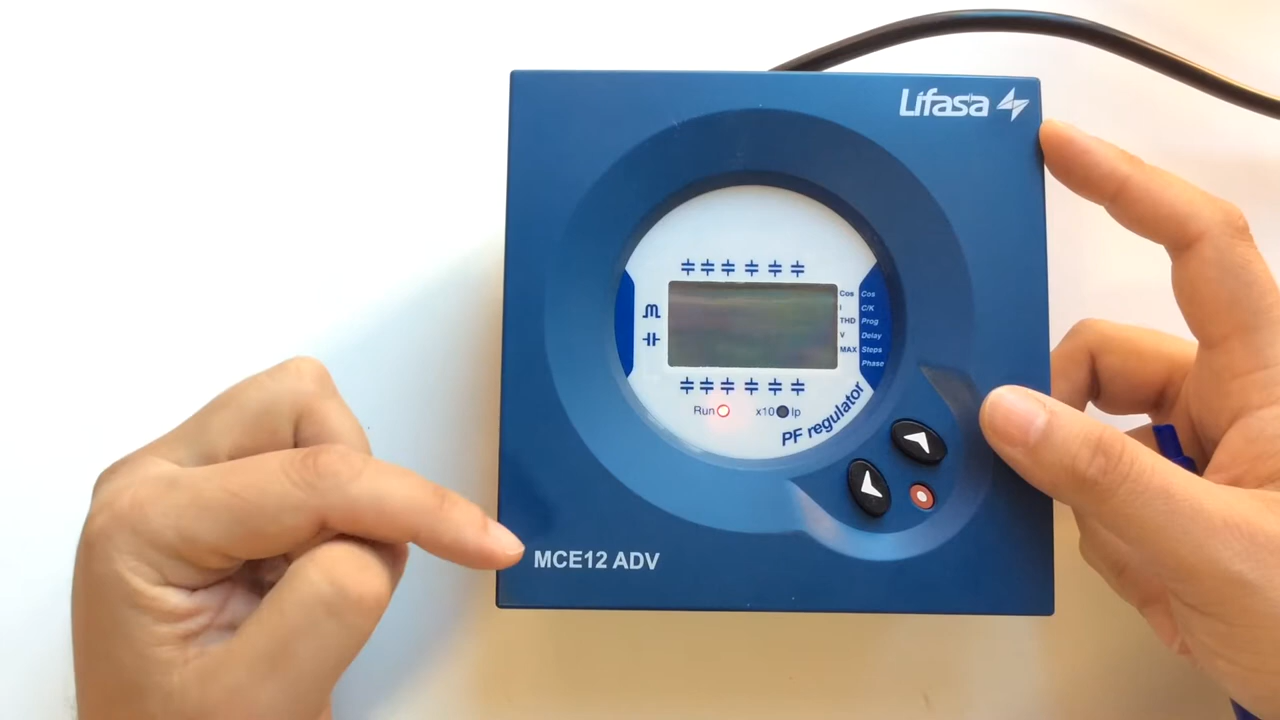 Lifasa
Cos Cos
I C/K
THD Prog
V Delay
MAX Steps
Phase
Run x10 Ip
PF regulator
MCE12 ADV